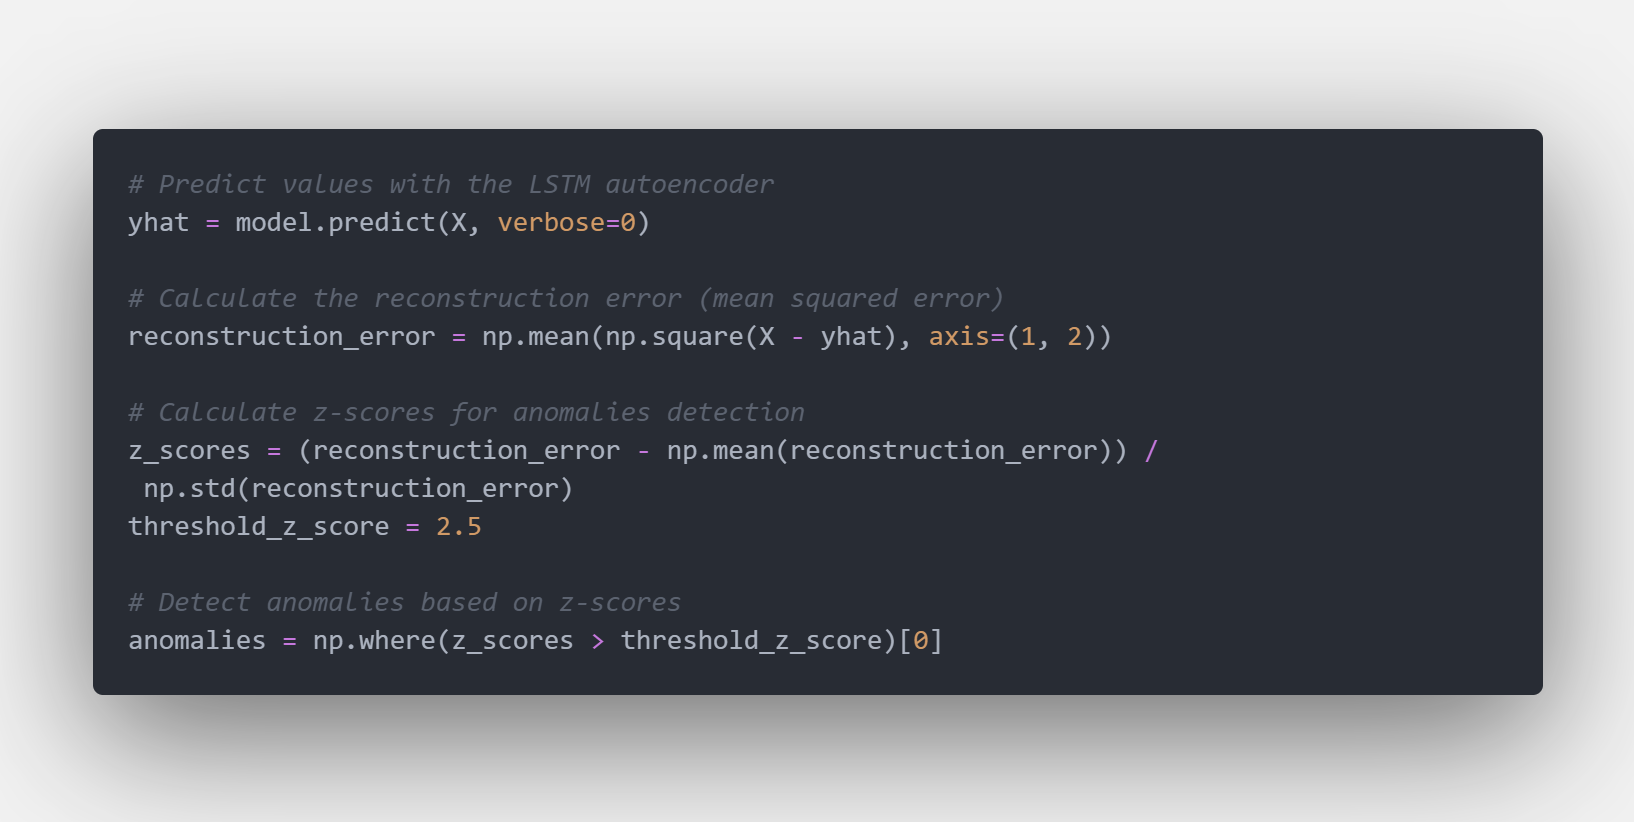 # Predict values with the LSTM autoencoder
yhat = model.predict(X, verbose=0)
# Calculate the reconstruction error (mean squared error)
reconstruction_error = np.mean(np.square(X - yhat), axis=(1, 2))
# Calculate z-scores for anomalies detection
z_scores = (reconstruction_error - np.mean(reconstruction_error)) /
 np.std(reconstruction_error)
threshold_z_score = 2.5
# Detect anomalies based on z-scores
anomalies = np.where(z_scores > threshold_z_score)[0]